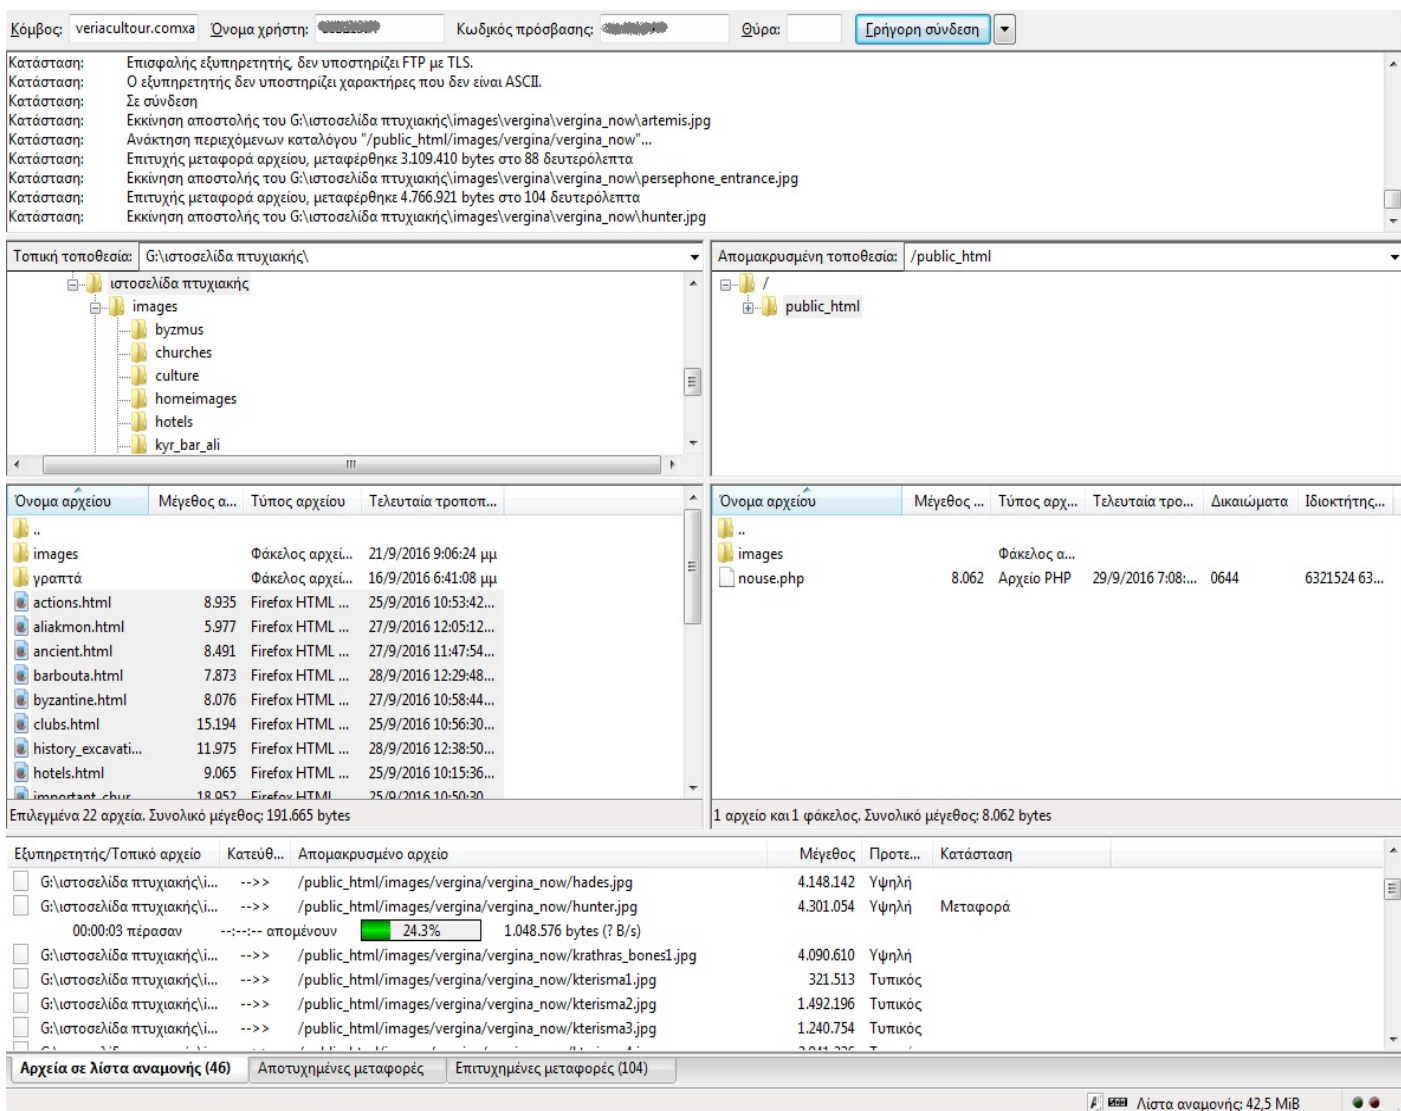 Κόμβος: veriacultour.comxa Όνομα χρήστη: Κωδικός πρόσβασης: Θύρα: Γρήγορη σύνδεση
Κατάσταση: Επισφαλής εξυπηρετητής, δεν υποστηρίζει FTP με TLS.
Κατάσταση: Ο εξυπηρετητής δεν υποστηρίζει χαρακτήρες που δεν είναι ASCII.
Κατάσταση: Σε σύνδεση
Κατάσταση: Εκκίνηση αποστολής του G:\ιστοσελίδα πτυχιακής\images\vergina\vergina_now\artemis.jpg
Κατάσταση: Ανάκτηση περιεχόμενων καταλόγου "/public_html/images/vergina/vergina_now"...
Κατάσταση: Επιτυχής μεταφορά αρχείου, μεταφέρθηκε 3.109.410 bytes στο 88 δευτερόλεπτα
Κατάσταση: Εκκίνηση αποστολής του G:\ιστοσελίδα πτυχιακής\images\vergina\vergina_now\persephone_entrance.jpg
Κατάσταση: Επιτυχής μεταφορά αρχείου, μεταφέρθηκε 4.766.921 bytes στο 104 δευτερόλεπτα
Κατάσταση: Εκκίνηση αποστολής του G:\ιστοσελίδα πτυχιακής\images\vergina\vergina_now\hunter.jpg
Τοπική τοποθεσία: G:\ιστοσελίδα πτυχιακής\
ιστοσελίδα πτυχιακής
images
byzmus
churches
culture
homeimages
hotels
kyr_bar_ali
Απομακρυσμένη τοποθεσία: /public_html
/
public_html
Όνομα αρχείου Μέγεθος α... Τύπος αρχείου Τελευταία τροποπ...
..
images Φάκελος αρχεί... 21/9/2016 9:06:24 μμ
γραπτά Φάκελος αρχεί... 16/9/2016 6:41:08 μμ
actions.html 8.935 Firefox HTML ... 25/9/2016 10:53:42...
aliakmon.html 5.977 Firefox HTML ... 27/9/2016 12:05:12...
ancient.html 8.491 Firefox HTML ... 27/9/2016 11:47:54...
barbouta.html 7.873 Firefox HTML ... 28/9/2016 12:29:48...
byzantine.html 8.076 Firefox HTML ... 27/9/2016 10:58:44...
clubs.html 15.194 Firefox HTML ... 25/9/2016 10:56:30...
history_excavati... 11.975 Firefox HTML ... 28/9/2016 12:38:50...
hotels.html 9.065 Firefox HTML ... 25/9/2016 10:15:36...
important_chur... 18.952 Firefox HTML ... 25/9/2016 10:50:30...
Επιλεγμένα 22 αρχεία. Συνολικό μέγεθος: 191.665 bytes
Όνομα αρχείου Μέγεθος ... Τύπος αρχ... Τελευταία τρο... Δικαιώματα Ιδιοκτήτης...
..
images Φάκελος α...
nouse.php 8.062 Αρχείο PHP 29/9/2016 7:08:... 0644 6321524 63...
1 αρχείο και 1 φάκελος. Συνολικό μέγεθος: 8.062 bytes
Εξυπηρετητής/Τοπικό αρχείο Κατεύθ... Απομακρυσμένο αρχείο Μέγεθος Προτε... Κατάσταση
G:\ιστοσελίδα πτυχιακής\i... -->> /public_html/images/vergina/vergina_now/hades.jpg 4.148.142 Υψηλή
G:\ιστοσελίδα πτυχιακής\i... -->> /public_html/images/vergina/vergina_now/hunter.jpg 4.301.054 Υψηλή Μεταφορά
00:00:03 πέρασαν --:--:-- απομένουν 24.3% 1.048.576 bytes (? B/s)
G:\ιστοσελίδα πτυχιακής\i... -->> /public_html/images/vergina/vergina_now/krathras_bones1.jpg 4.090.610 Υψηλή
G:\ιστοσελίδα πτυχιακής\i... -->> /public_html/images/vergina/vergina_now/kterisma1.jpg 321.513 Τυπικός
G:\ιστοσελίδα πτυχιακής\i... -->> /public_html/images/vergina/vergina_now/kterisma2.jpg 1.492.196 Τυπικός
G:\ιστοσελίδα πτυχιακής\i... -->> /public_html/images/vergina/vergina_now/kterisma3.jpg 1.240.754 Τυπικός
Αρχεία σε λίστα αναμονής (46) Αποτυχημένες μεταφορές Επιτυχημένες μεταφορές (104)
Λίστα αναμονής: 42,5 MiB